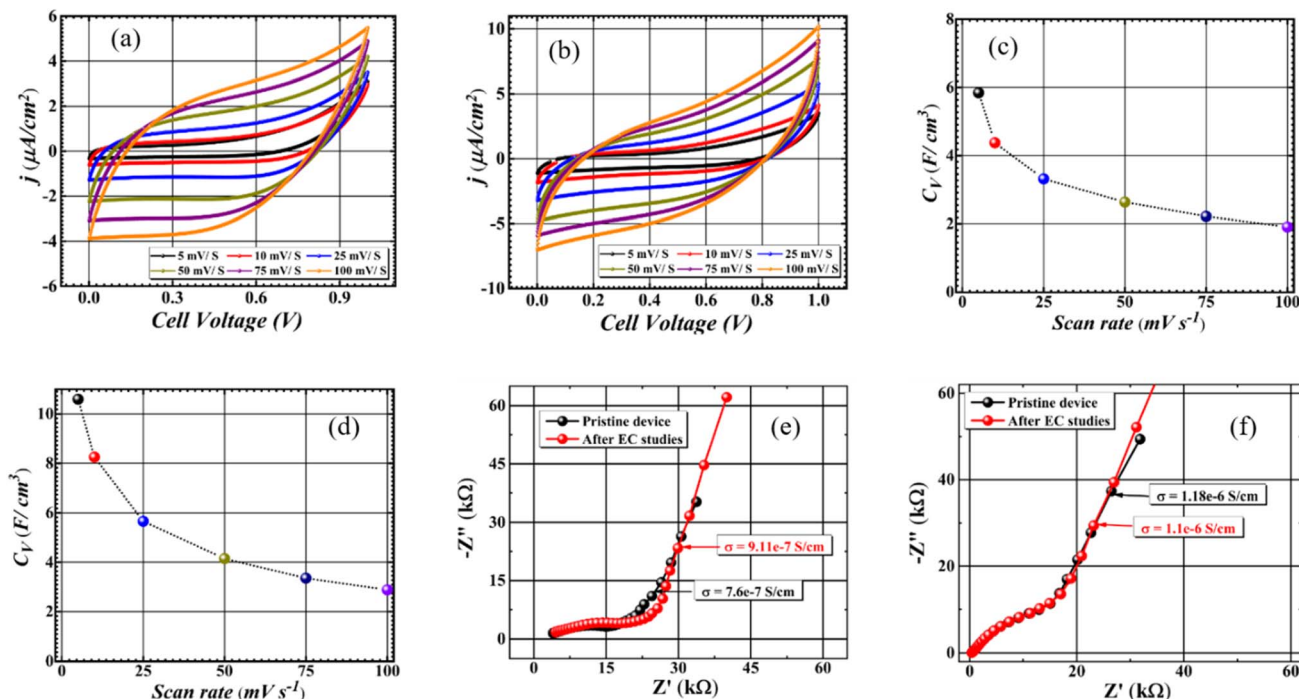 (a)
j (μA/cm²)
6
4
2
0
-2
-4
-6
5 mV/ S 10 mV/ S 25 mV/ S
50 mV/ S 75 mV/ S 100 mV/ S
0.0 0.3 0.6 0.9
Cell Voltage (V)
(b)
j (μA/cm²)
10
5
0
-5
-10
5 mV/ S 10 mV/ S 25 mV/ S
50 mV/ S 75 mV/ S 100 mV/ S
0.0 0.2 0.4 0.6 0.8 1.0
Cell Voltage (V)
(c)
C_V (F/ cm³)
8
6
4
2
0
0 25 50 75 100
Scan rate (mV s⁻¹)
(d)
C_V (F/ cm³)
10
8
6
4
2
0
0 25 50 75 100
Scan rate (mV s⁻¹)
(e)
-Z'' (kΩ)
60
45
30
15
0
Pristine device
After EC studies
σ = 9.11e-7 S/cm
σ = 7.6e-7 S/cm
0 15 30 45 60
Z' (kΩ)
(f)
-Z'' (kΩ)
60
40
20
0
Pristine device
After EC studies
σ = 1.18e-6 S/cm
σ = 1.1e-6 S/cm
0 20 40 60
Z' (kΩ)